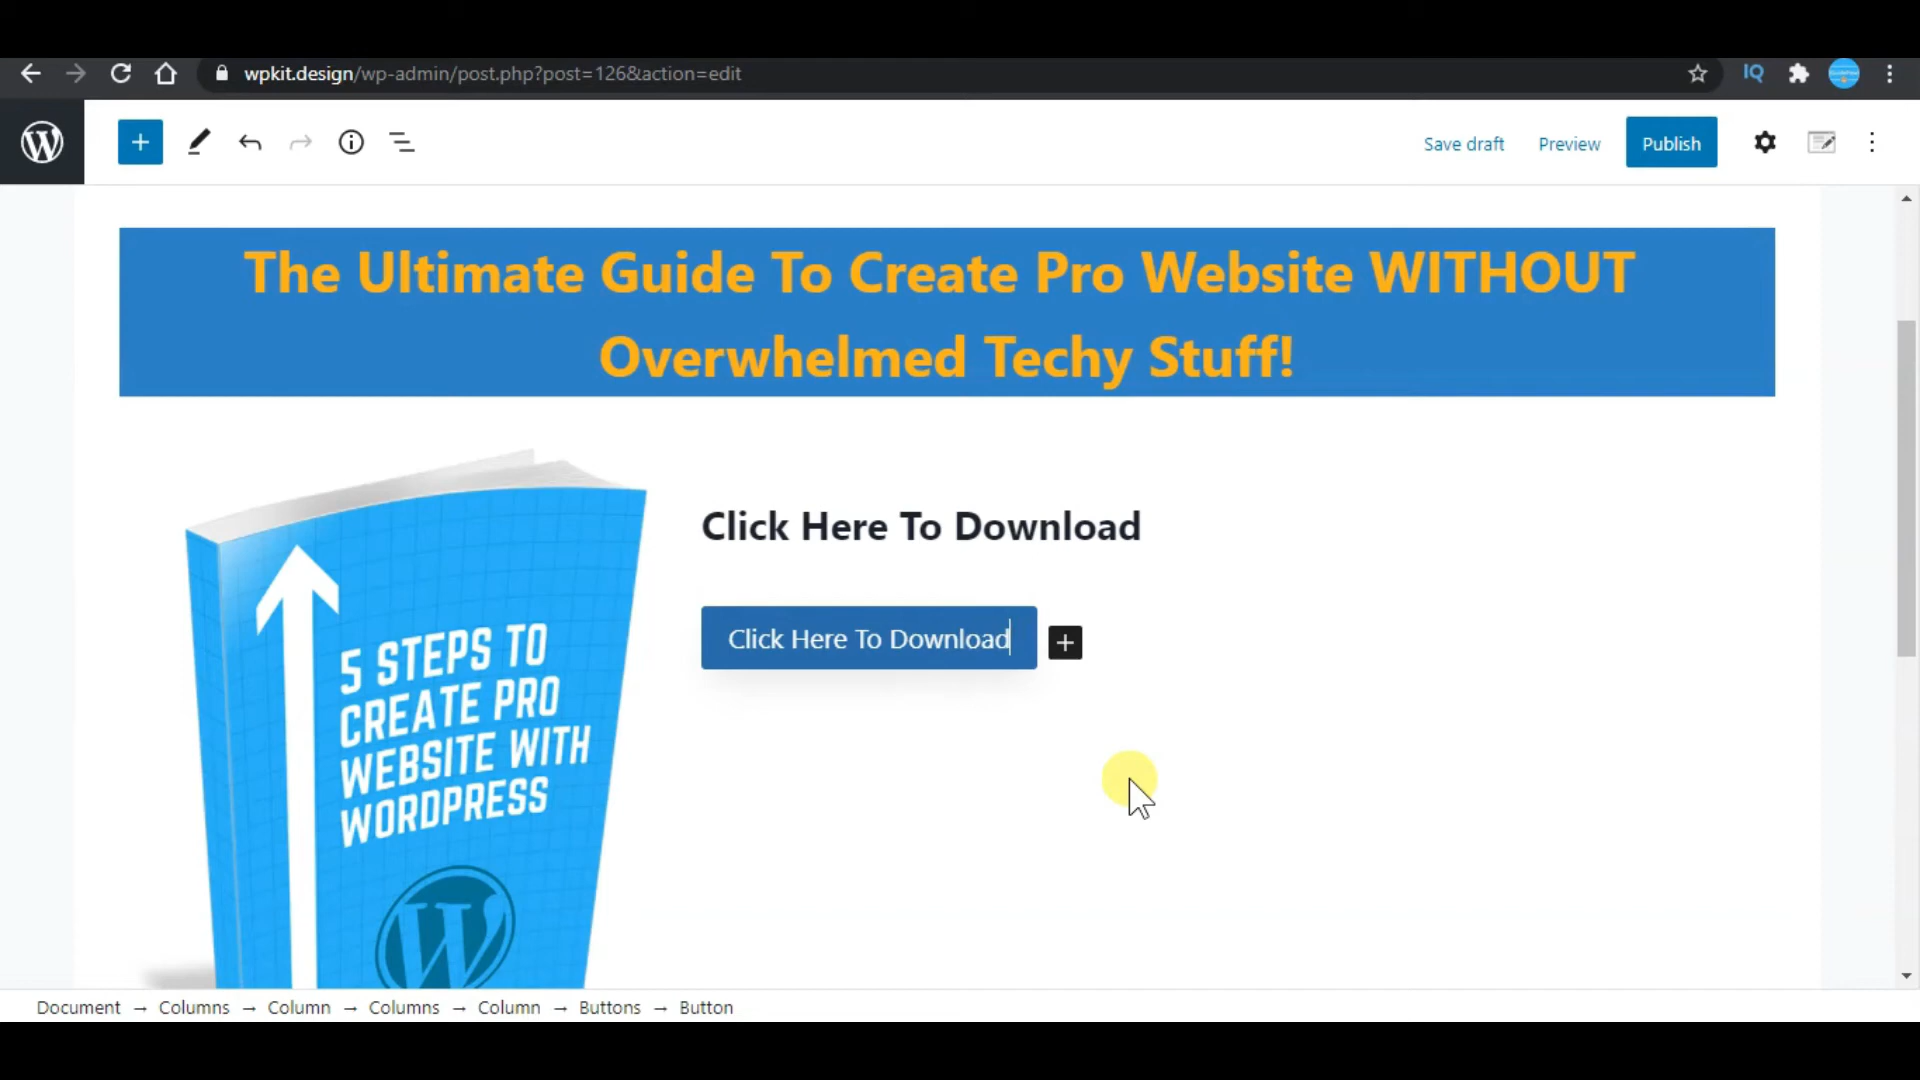 wpkit.design/wp-admin/post.php?post=126&action=edit
IQ
Save draft
Preview
Publish
The Ultimate Guide To Create Pro Website WITHOUT
Overwhelmed Techy Stuff!
Click Here To Download
Click Here To Download
5 STEPS TO
CREATE PRO
WEBSITE WITH
WORDPRESS
Document → Columns → Column → Columns → Column → Buttons → Button